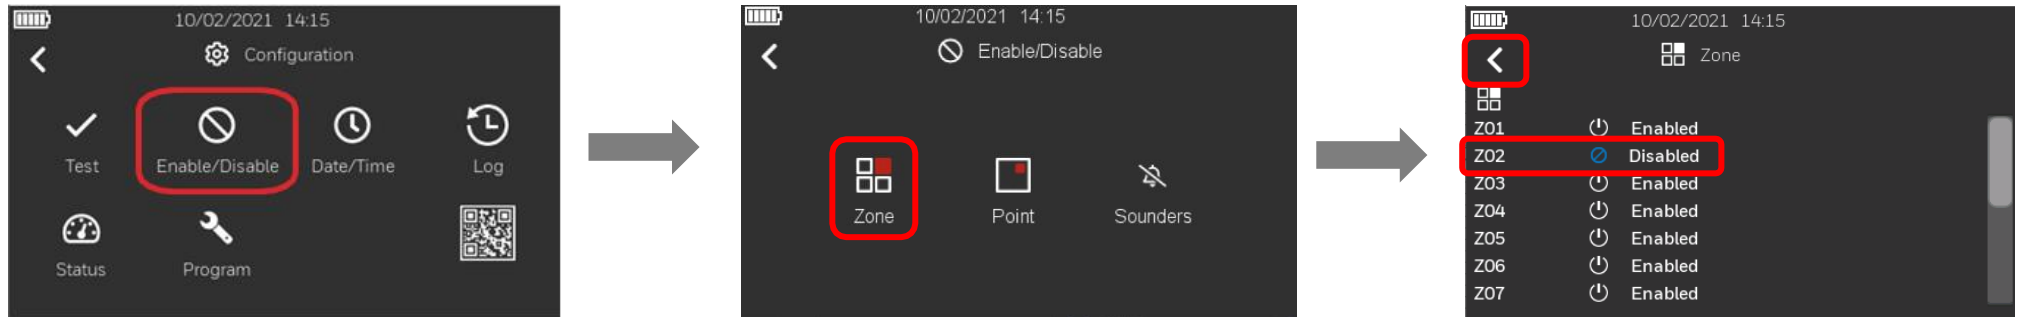 10/02/2021 14:15
Configuration
Test
Enable/Disable
Date/Time
Log
Status
Program
10/02/2021 14:15
Enable/Disable
Zone
Point
Sounders
10/02/2021 14:15
Zone
Z01 Enabled
Z02 Disabled
Z03 Enabled
Z04 Enabled
Z05 Enabled
Z06 Enabled
Z07 Enabled